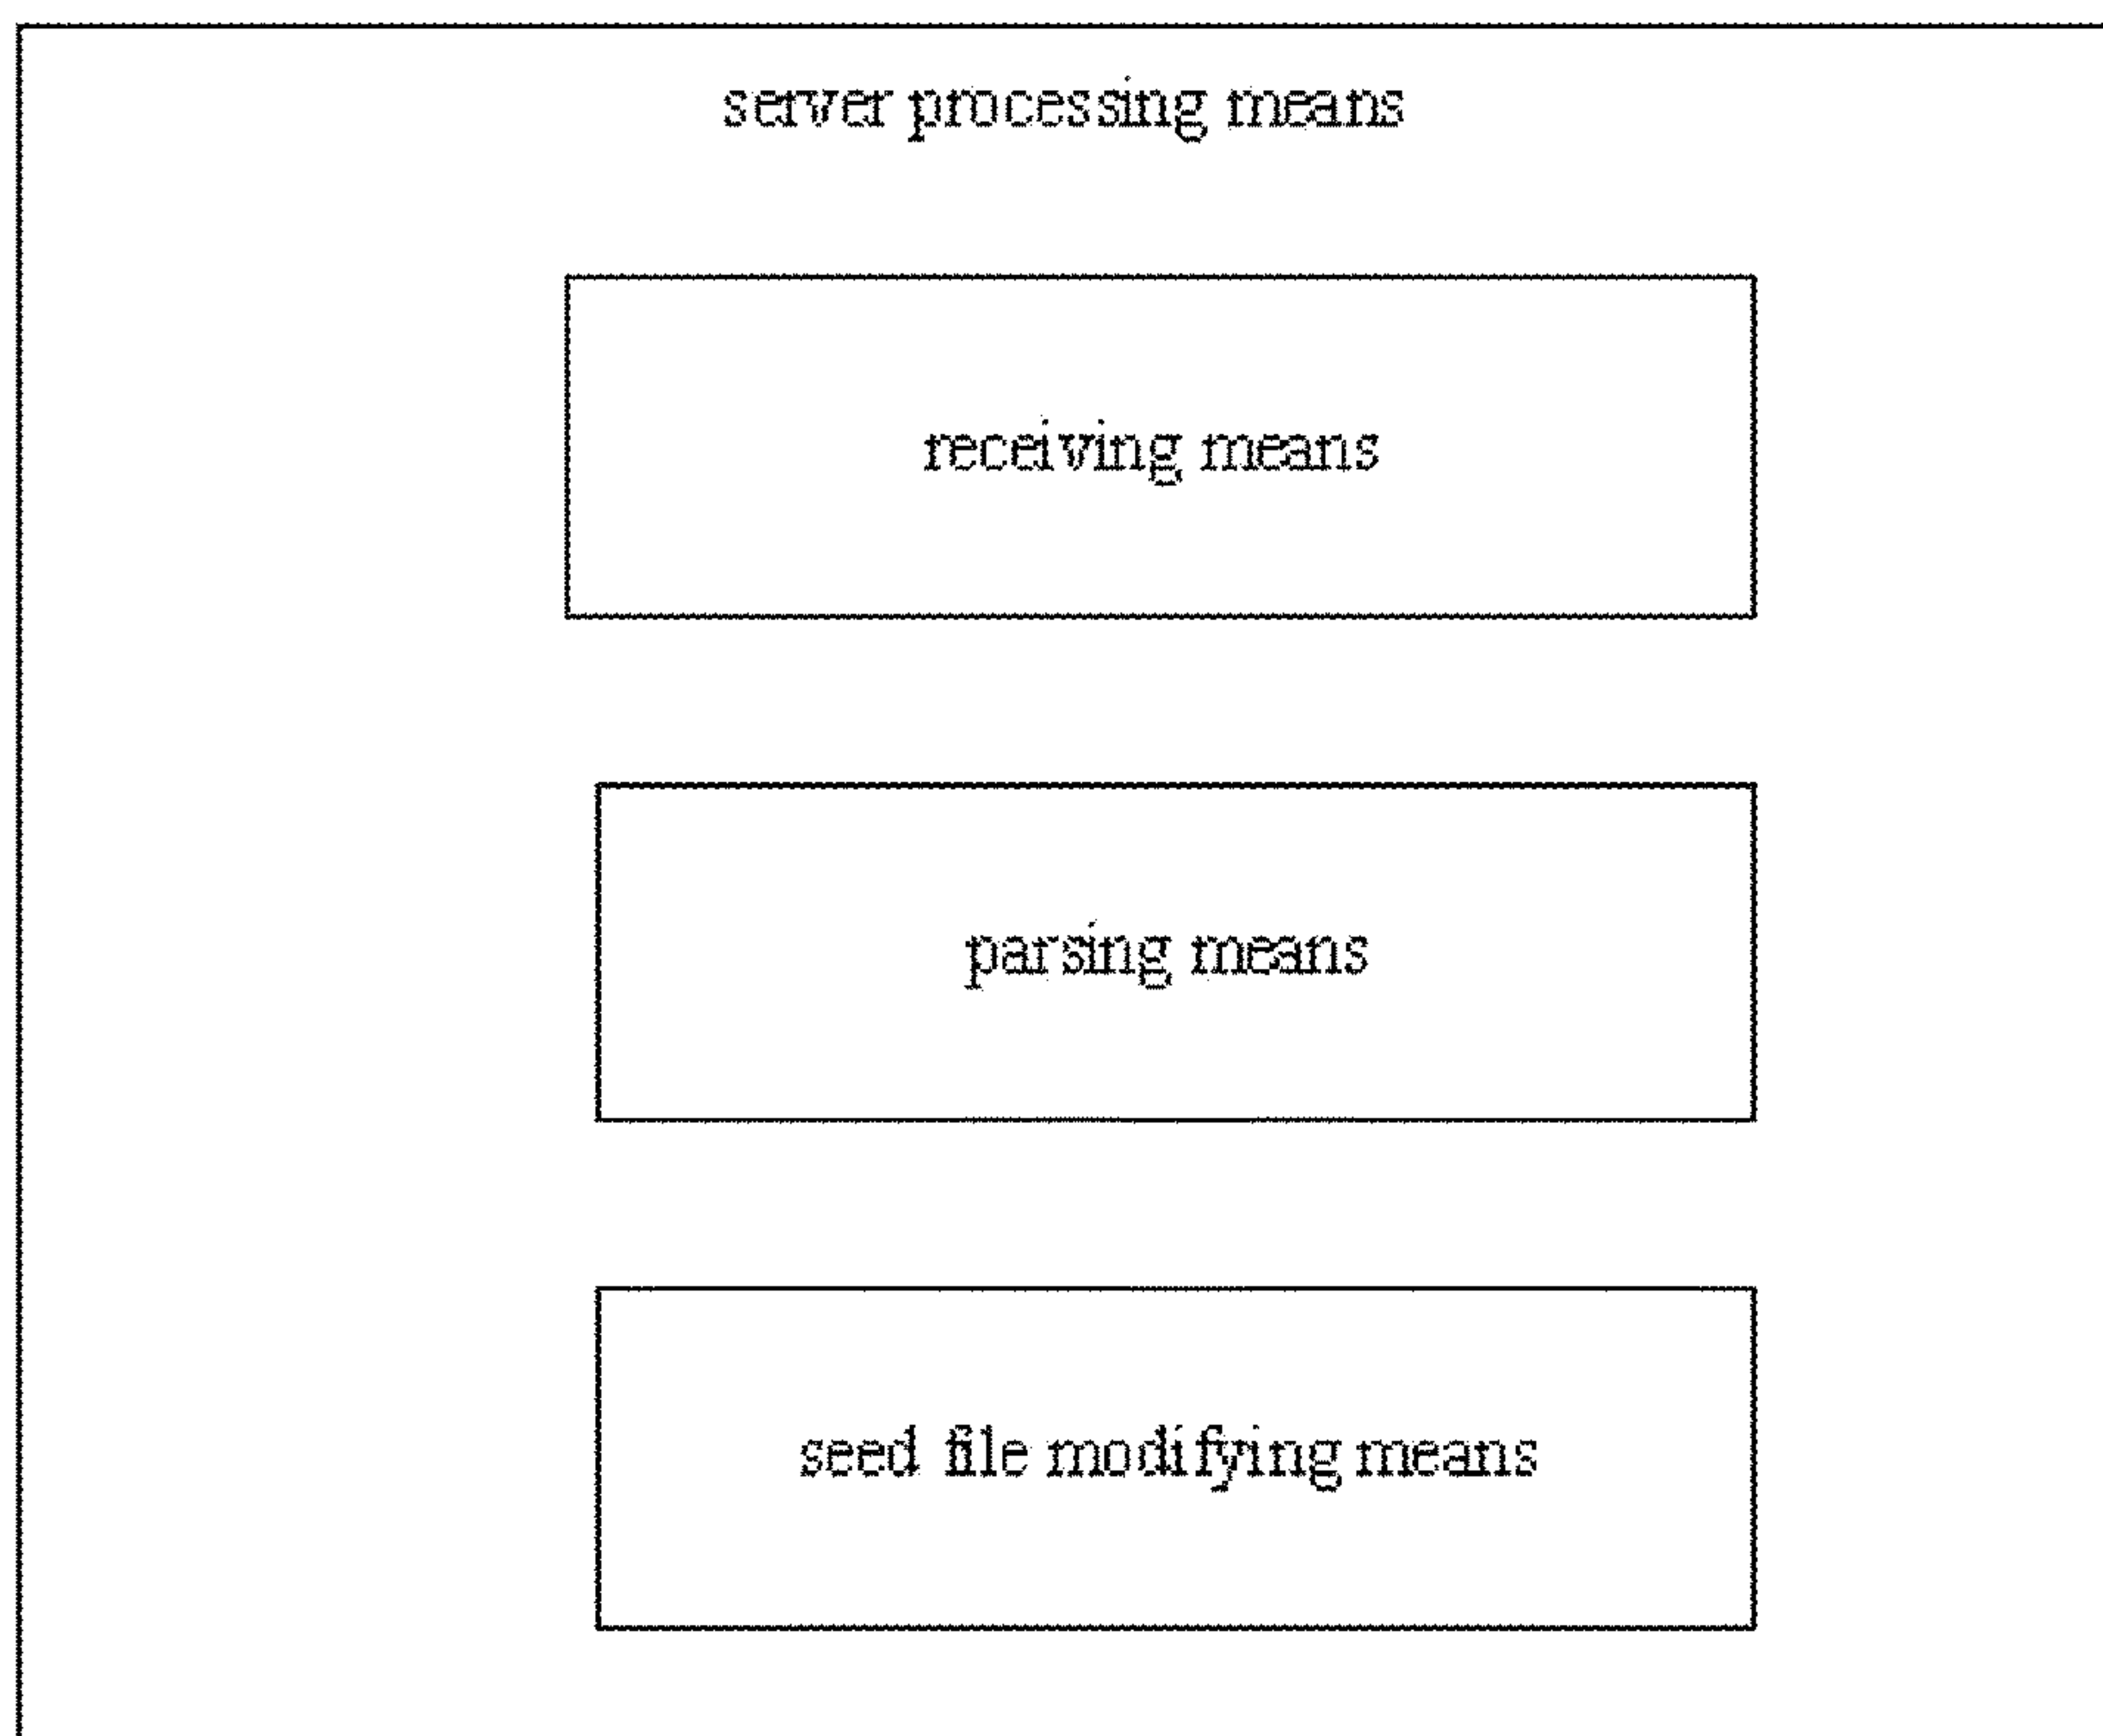 server processing means
receiving means
parsing means
seed file modifying means